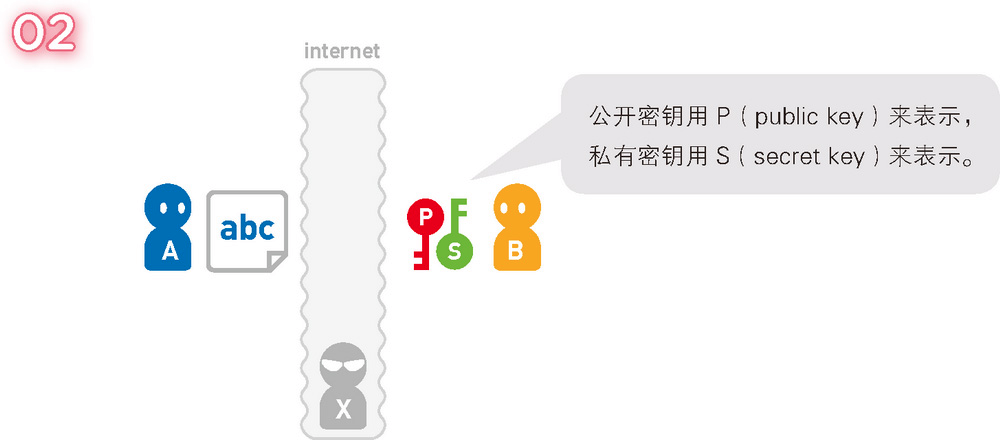 02
internet
公开密钥用 P（public key）来表示，
私有密钥用 S（secret key）来表示。
A
abc
P
S
B
X